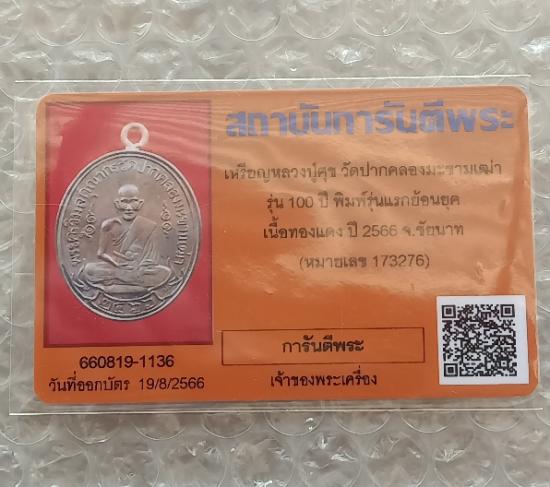 สถาบันการันตีพระ
เหรียญหลวงปู่ศุข วัดปากคลองมะขามเฒ่า
รุ่น 100 ปี พิมพ์รุ่นแรกย้อนยุค
เนื้อทองแดง ปี 2566 จ.ชัยนาท
(หมายเลข 173276)
การันตีพระ
เจ้าของพระเครื่อง
660819-1136
วันที่ออกบัตร 19/8/2566